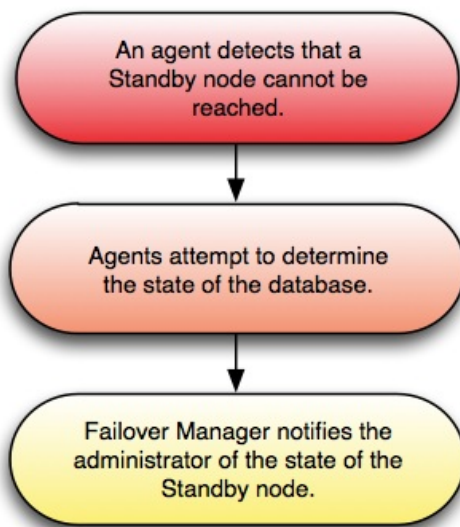 An agent detects that a
Standby node cannot be
reached.
Agents attempt to determine
the state of the database.
Failover Manager notifies the
administrator of the state of the
Standby node.